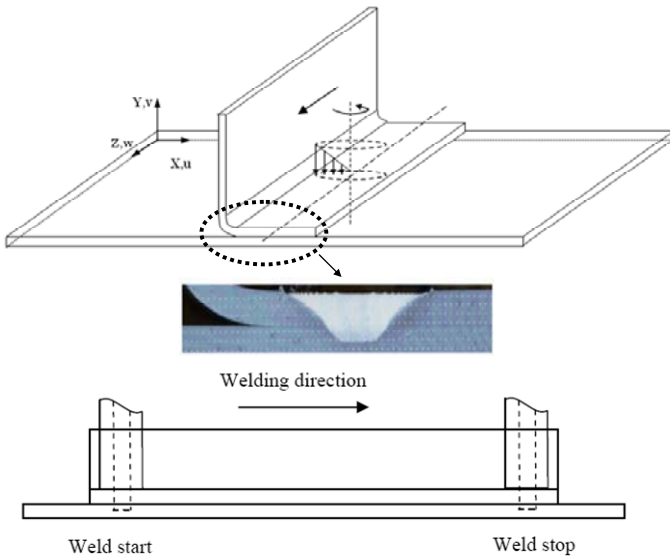 Y,v
Z,w
X,u
Welding direction
Weld start
Weld stop